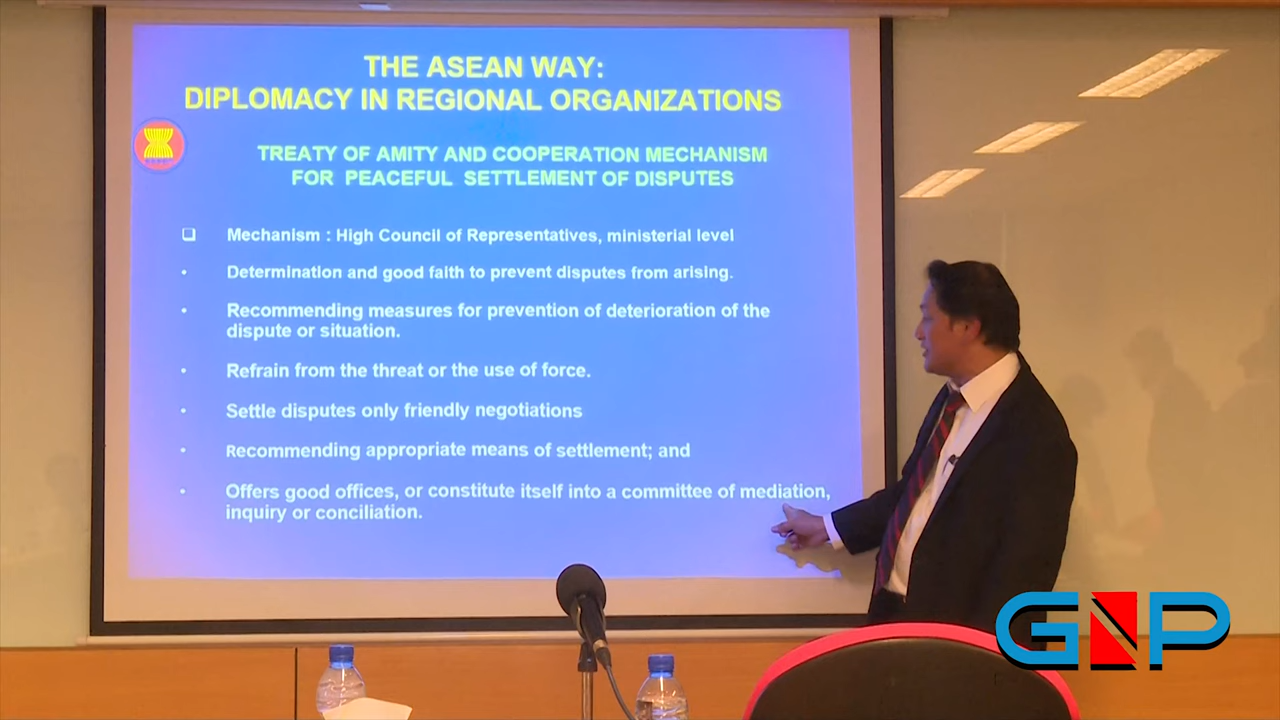 THE ASEAN WAY:
DIPLOMACY IN REGIONAL ORGANIZATIONS
TREATY OF AMITY AND COOPERATION MECHANISM
FOR PEACEFUL SETTLEMENT OF DISPUTES
❑ Mechanism : High Council of Representatives, ministerial level
• Determination and good faith to prevent disputes from arising.
• Recommending measures for prevention of deterioration of the
dispute or situation.
• Refrain from the threat or the use of force.
• Settle disputes only friendly negotiations
• Recommending appropriate means of settlement; and
• Offers good offices, or constitute itself into a committee of mediation,
inquiry or conciliation.
GNP